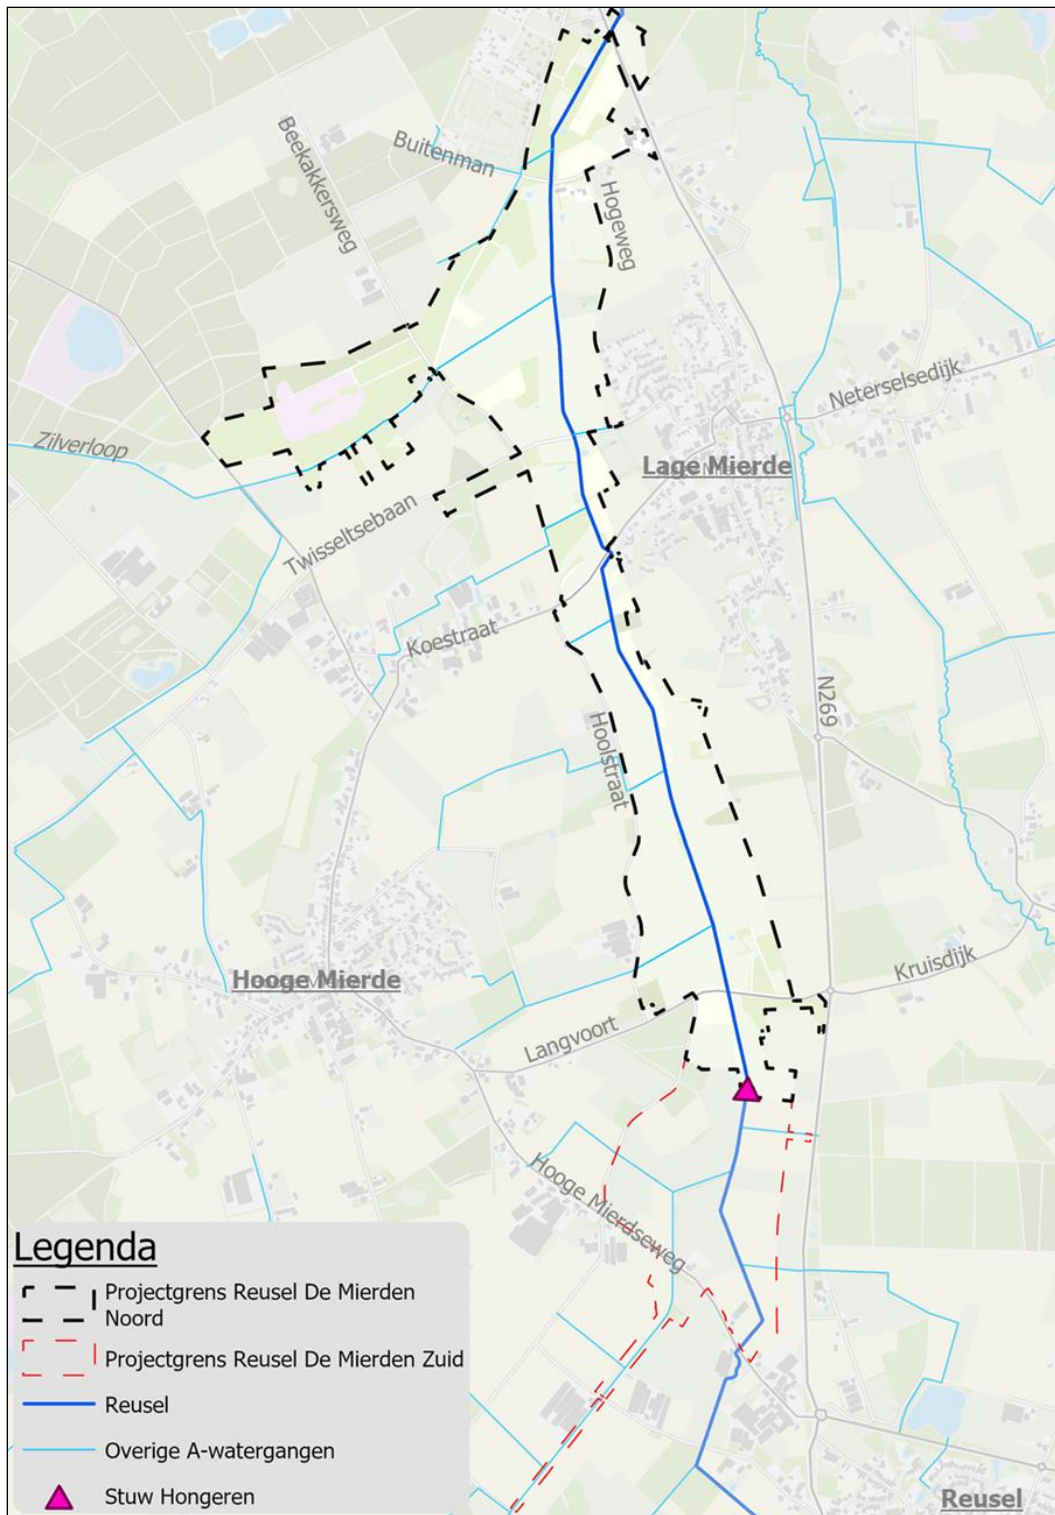 Buitenman
Beekakkersweg
Hogeweg
Neterselsedijk
Zilverloop
Lage Mierde
Twisseltsebaan
Koestraat
N269
Hoolstraat
Hooge Mierde
Kruisdijk
Langvoort
Hooge Mierdseweg
Legenda
Projectgrens Reusel De Mierden
Noord
Projectgrens Reusel De Mierden Zuid
Reusel
Overige A-watergangen
Stuw Hongeren
Reusel